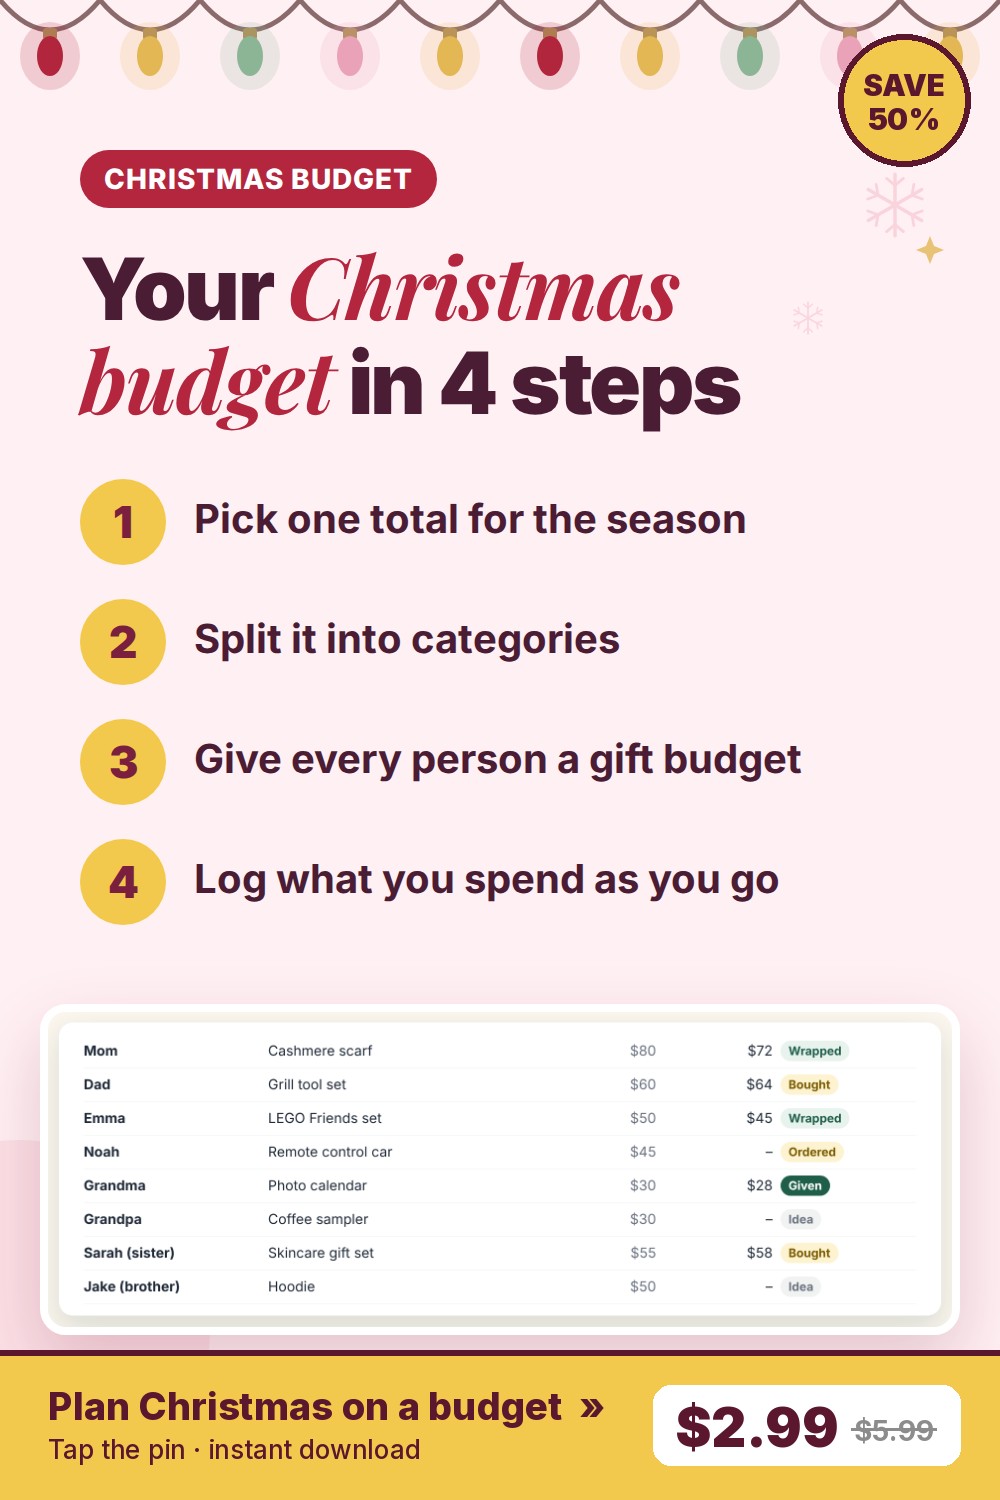 SAVE
50%
CHRISTMAS BUDGET
Your Christmas
budget in 4 steps
1 Pick one total for the season
2 Split it into categories
3 Give every person a gift budget
4 Log what you spend as you go
Mom Cashmere scarf $80 $72 Wrapped
Dad Grill tool set $60 $64 Bought
Emma LEGO Friends set $50 $45 Wrapped
Noah Remote control car $45 – Ordered
Grandma Photo calendar $30 $28 Given
Grandpa Coffee sampler $30 – Idea
Sarah (sister) Skincare gift set $55 $58 Bought
Jake (brother) Hoodie $50 – Idea
Plan Christmas on a budget »
Tap the pin · instant download
$2.99 $5.99